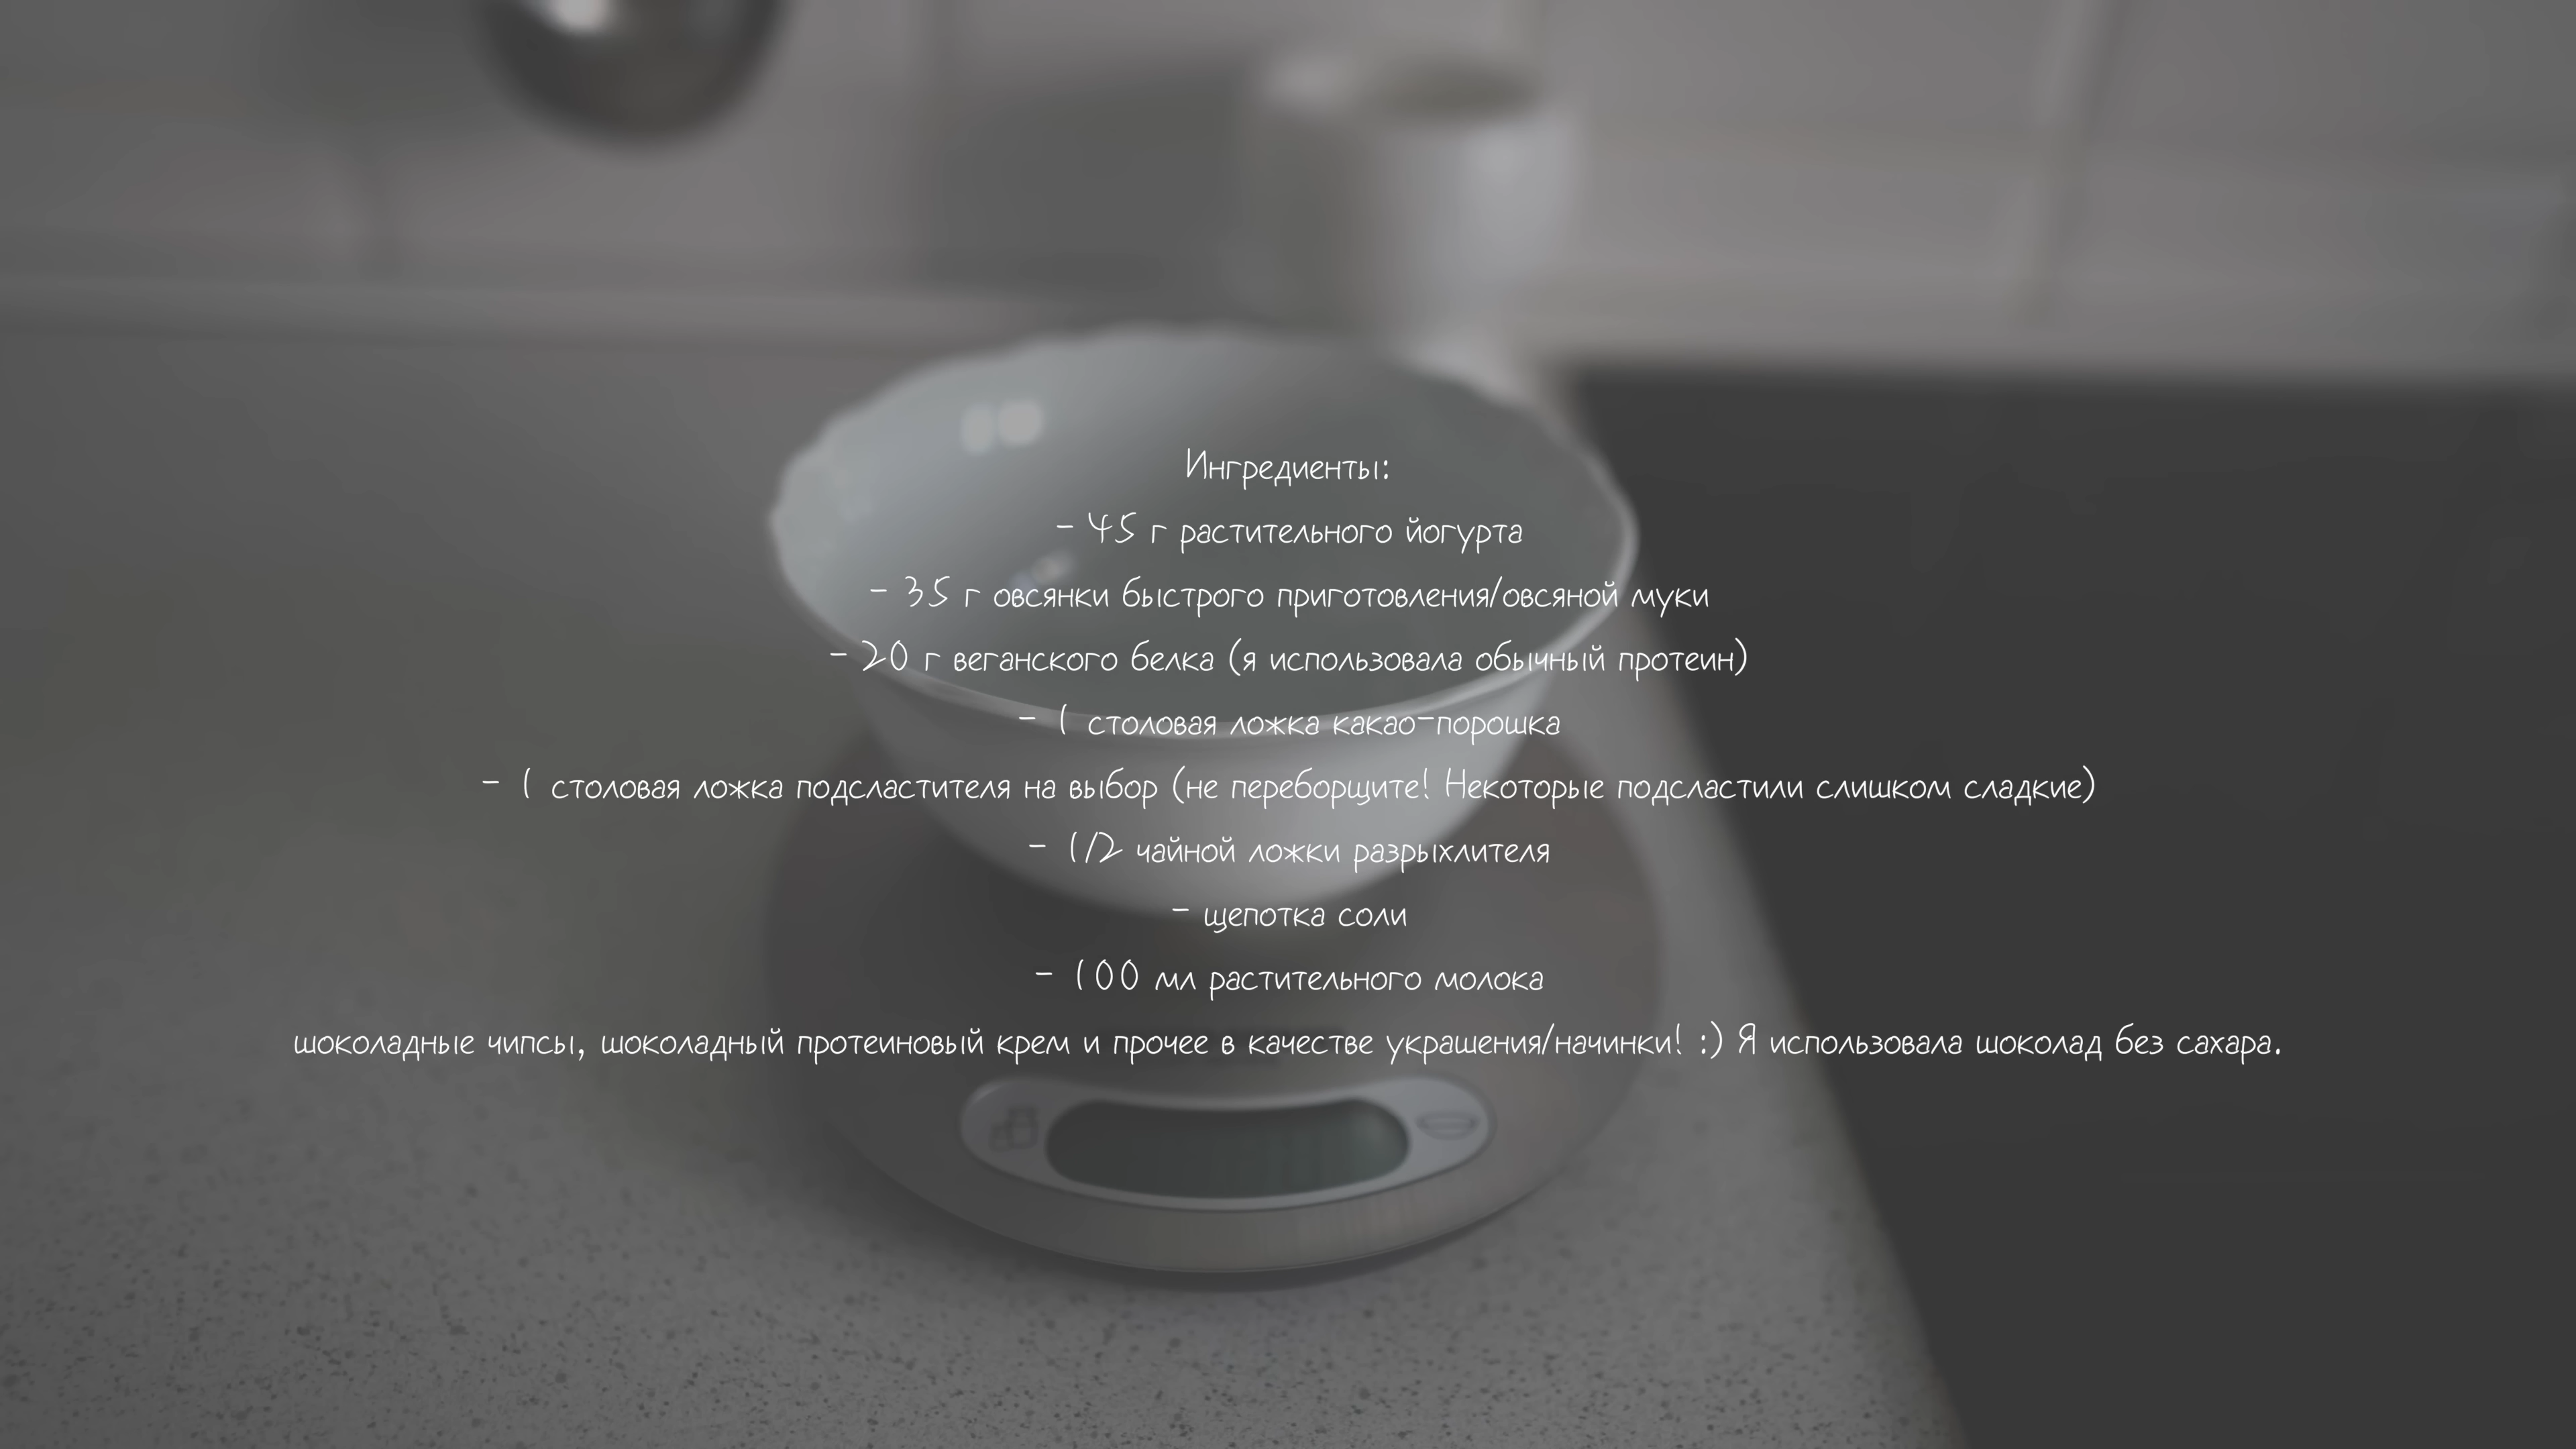 Ингредиенты:
- 45 г растительного йогурта
- 35 г овсянки быстрого приготовления/овсяной муки
- 20 г веганского белка (я использовала обычный протеин)
- 1 столовая ложка какао-порошка
- 1 столовая ложка подсластителя на выбор (не переборщите! Некоторые подсластили слишком сладкие)
- 1/2 чайной ложки разрыхлителя
- щепотка соли
- 100 мл растительного молока
шоколадные чипсы, шоколадный протеиновый крем и прочее в качестве украшения/начинки! :) Я использовала шоколад без сахара.